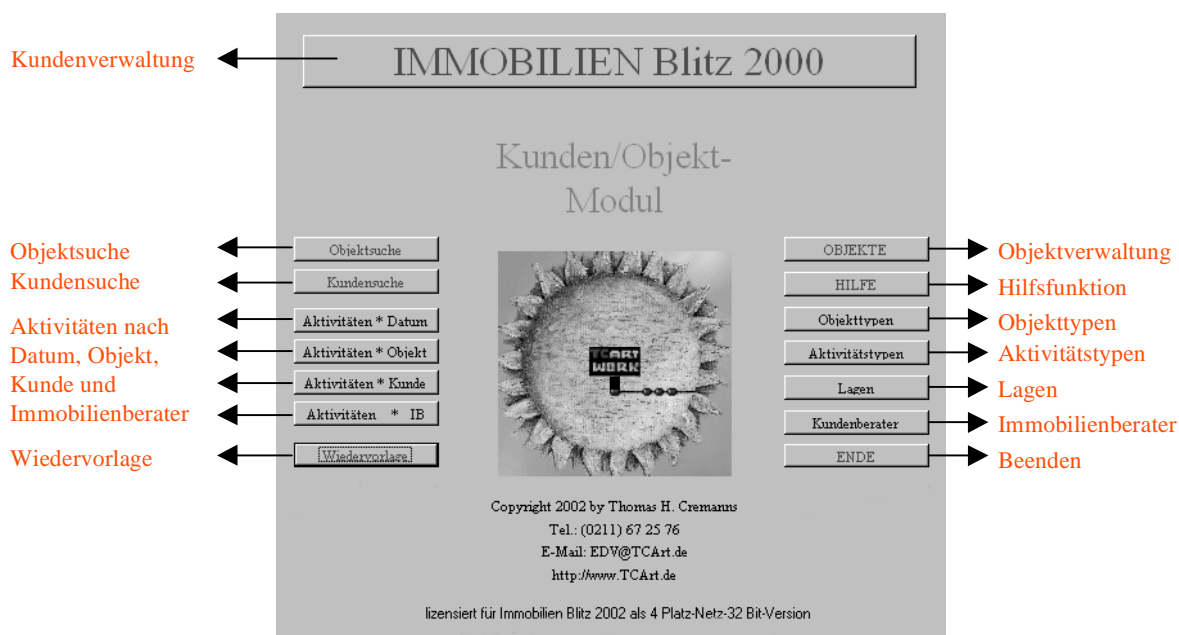 Kundenverwaltung
IMMOBILIEN Blitz 2000
Kunden/Objekt-
Modul
Objektsuche
Kundensuche
Aktivitäten nach
Datum, Objekt,
Kunde und
Immobilienberater
Wiedervorlage
Objektsuche
Kundensuche
Aktivitäten * Datum
Aktivitäten * Objekt
Aktivitäten * Kunde
Aktivitäten * IB
Wiedervorlage
TCART
WORK
OBJEKTE
HILFE
Objekttypen
Aktivitätstypen
Lagen
Kundenberater
ENDE
Objektverwaltung
Hilfsfunktion
Objekttypen
Aktivitätstypen
Lagen
Immobilienberater
Beenden
Copyright 2002 by Thomas H. Cremanns
Tel.: (0211) 67 25 76
E-Mail: EDV@TCArt.de
http://www.TCArt.de
lizensiert für Immobilien Blitz 2002 als 4 Platz-Netz-32 Bit-Version